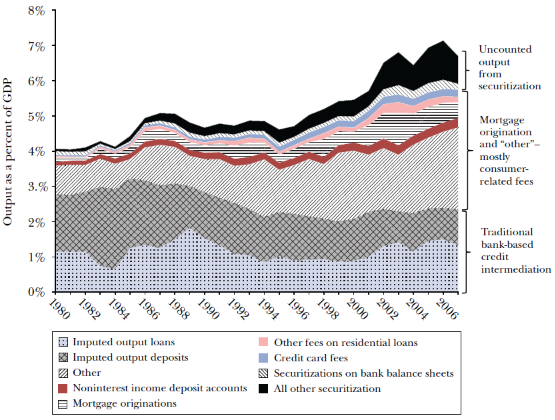 Output as a percent of GDP
8%
7%
6%
5%
4%
3%
2%
1%
0%
1980
1982
1984
1986
1988
1990
1992
1994
1996
1998
2000
2002
2004
2006
Uncounted
output
from
securitization
Mortgage
origination
and “other”–
mostly
consumer-
related fees
Traditional
bank-based
credit
intermediation
Imputed output loans
Imputed output deposits
Other
Noninterest income deposit accounts
Mortgage originations
Other fees on residential loans
Credit card fees
Securitizations on bank balance sheets
All other securitization